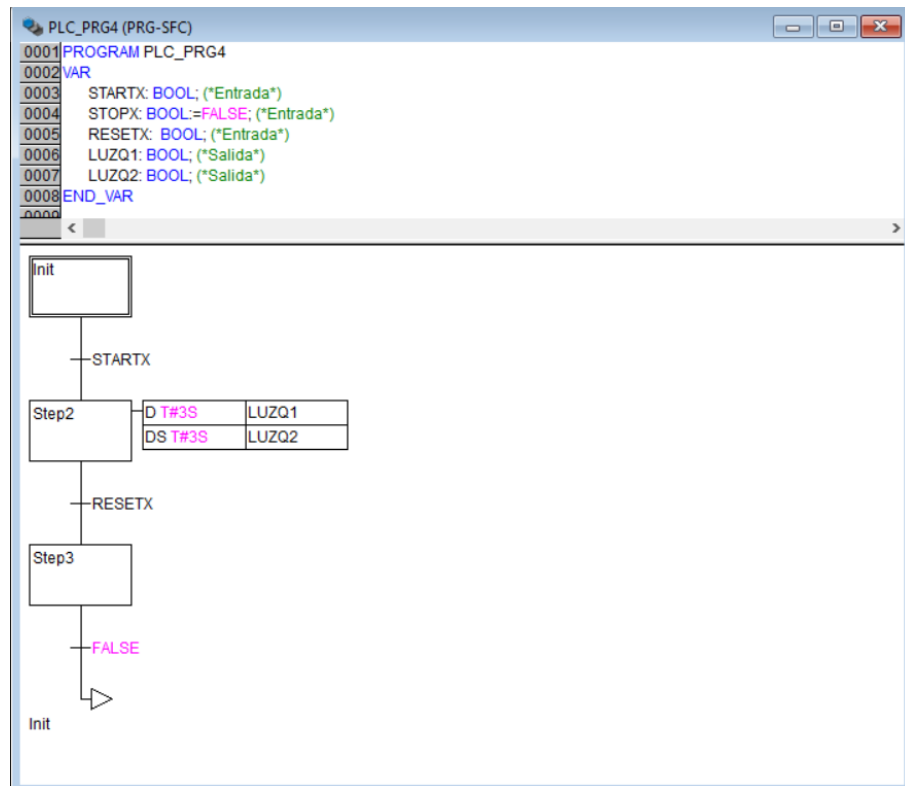 PLC_PRG4 (PRG-SFC)
0001 PROGRAM PLC_PRG4
0002 VAR
0003 STARTX: BOOL; (*Entrada*)
0004 STOPX: BOOL:=FALSE; (*Entrada*)
0005 RESETX: BOOL; (*Entrada*)
0006 LUZQ1: BOOL; (*Salida*)
0007 LUZQ2: BOOL; (*Salida*)
0008 END_VAR
Init
STARTX
Step2 D T#3S LUZQ1
DS T#3S LUZQ2
RESETX
Step3
FALSE
Init